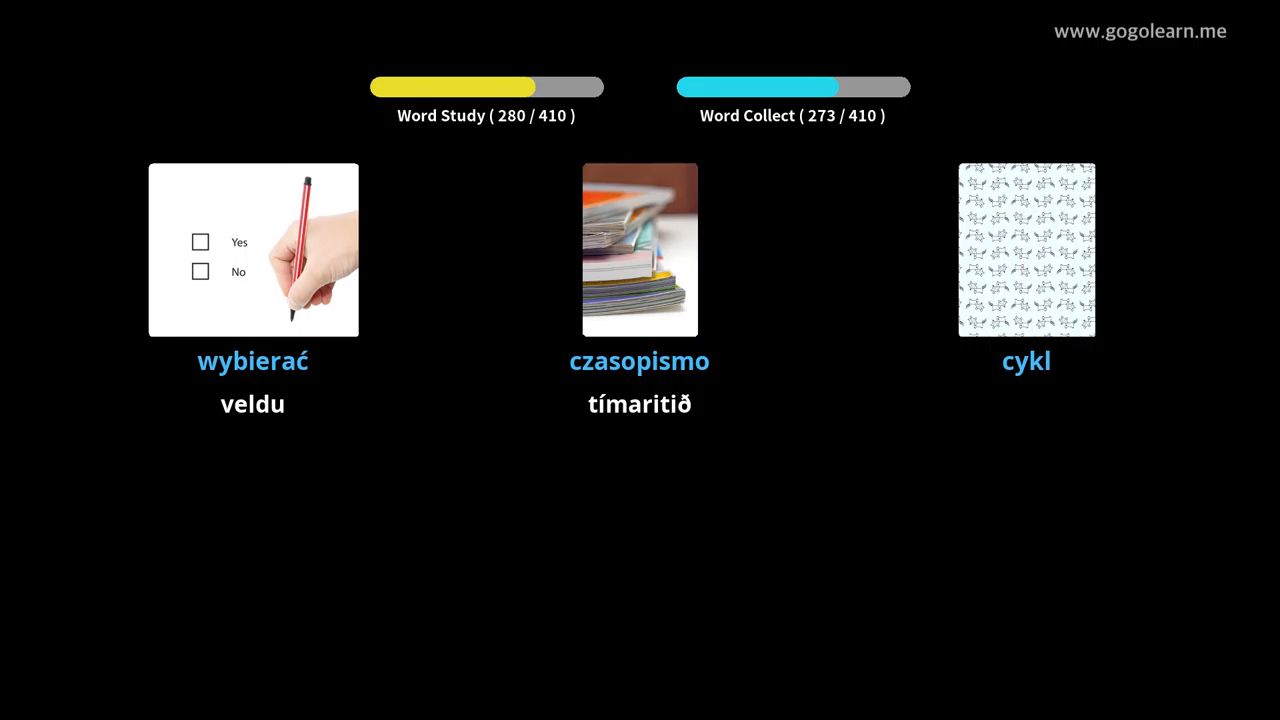 www.gogolearn.me
Word Study ( 280 / 410 )
Word Collect ( 273 / 410 )
Yes
No
wybierać
czasopismo
cykl
veldu
tímaritið